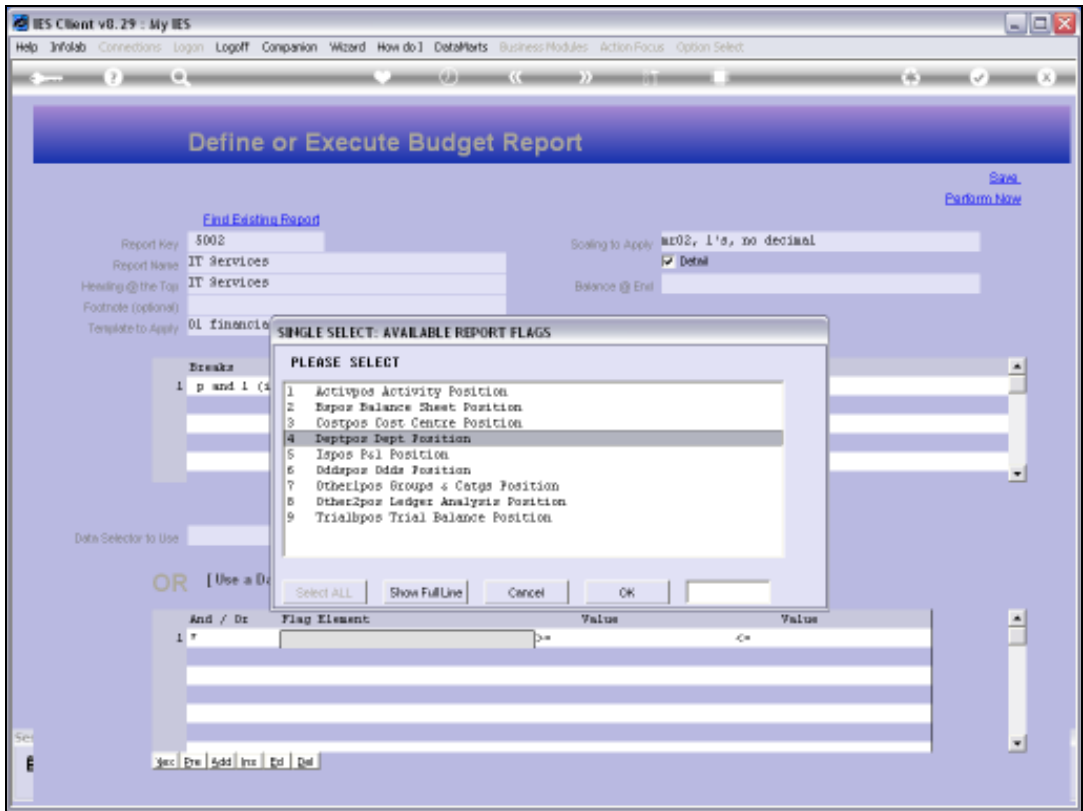 IES Client v8.29 : My IES
Help Infolab Connections Logon Logoff Companion Wizard How do I DataMarts Business Modules Action Focus Option Select
Define or Execute Budget Report
Save
Perform Now
Find Existing Report
Report Key 5002
Scaling to Apply mr02, 1's, no decimal
Report Name IT Services
Detail
Heading @ the Top IT Services
Balance @ End
Footnote (optional)
Template to Apply 01 financia
SINGLE SELECT: AVAILABLE REPORT FLAGS
PLEASE SELECT
Breaks
1 p and l (i
1 Activpos Activity Position
2 Bspos Balance Sheet Position
3 Costpos Cost Centre Position
4 Deptpos Dept Position
5 Ispos P&l Position
6 Oddspos Odds Position
7 Other1pos Groups & Catgs Position
8 Other2pos Ledger Analysis Position
9 Trialbpos Trial Balance Position
Data Selector to Use
OR [ Use a Da
Select ALL Show Full Line Cancel OK
And / Or Flag Element Value Value
1 * >= <=
Nex Pre Add Ins Ed Del